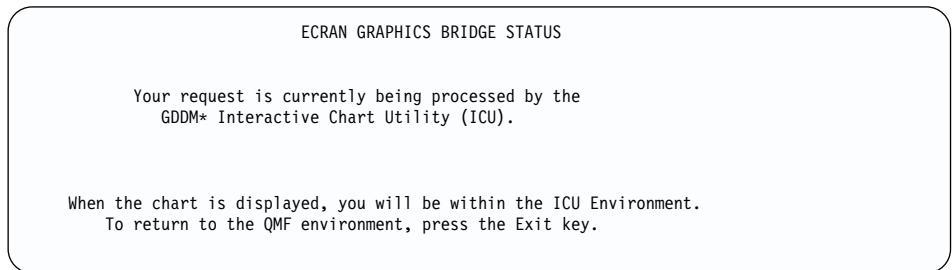 ECRAN GRAPHICS BRIDGE STATUS
Your request is currently being processed by the
GDDM* Interactive Chart Utility (ICU).
When the chart is displayed, you will be within the ICU Environment.
To return to the QMF environment, press the Exit key.